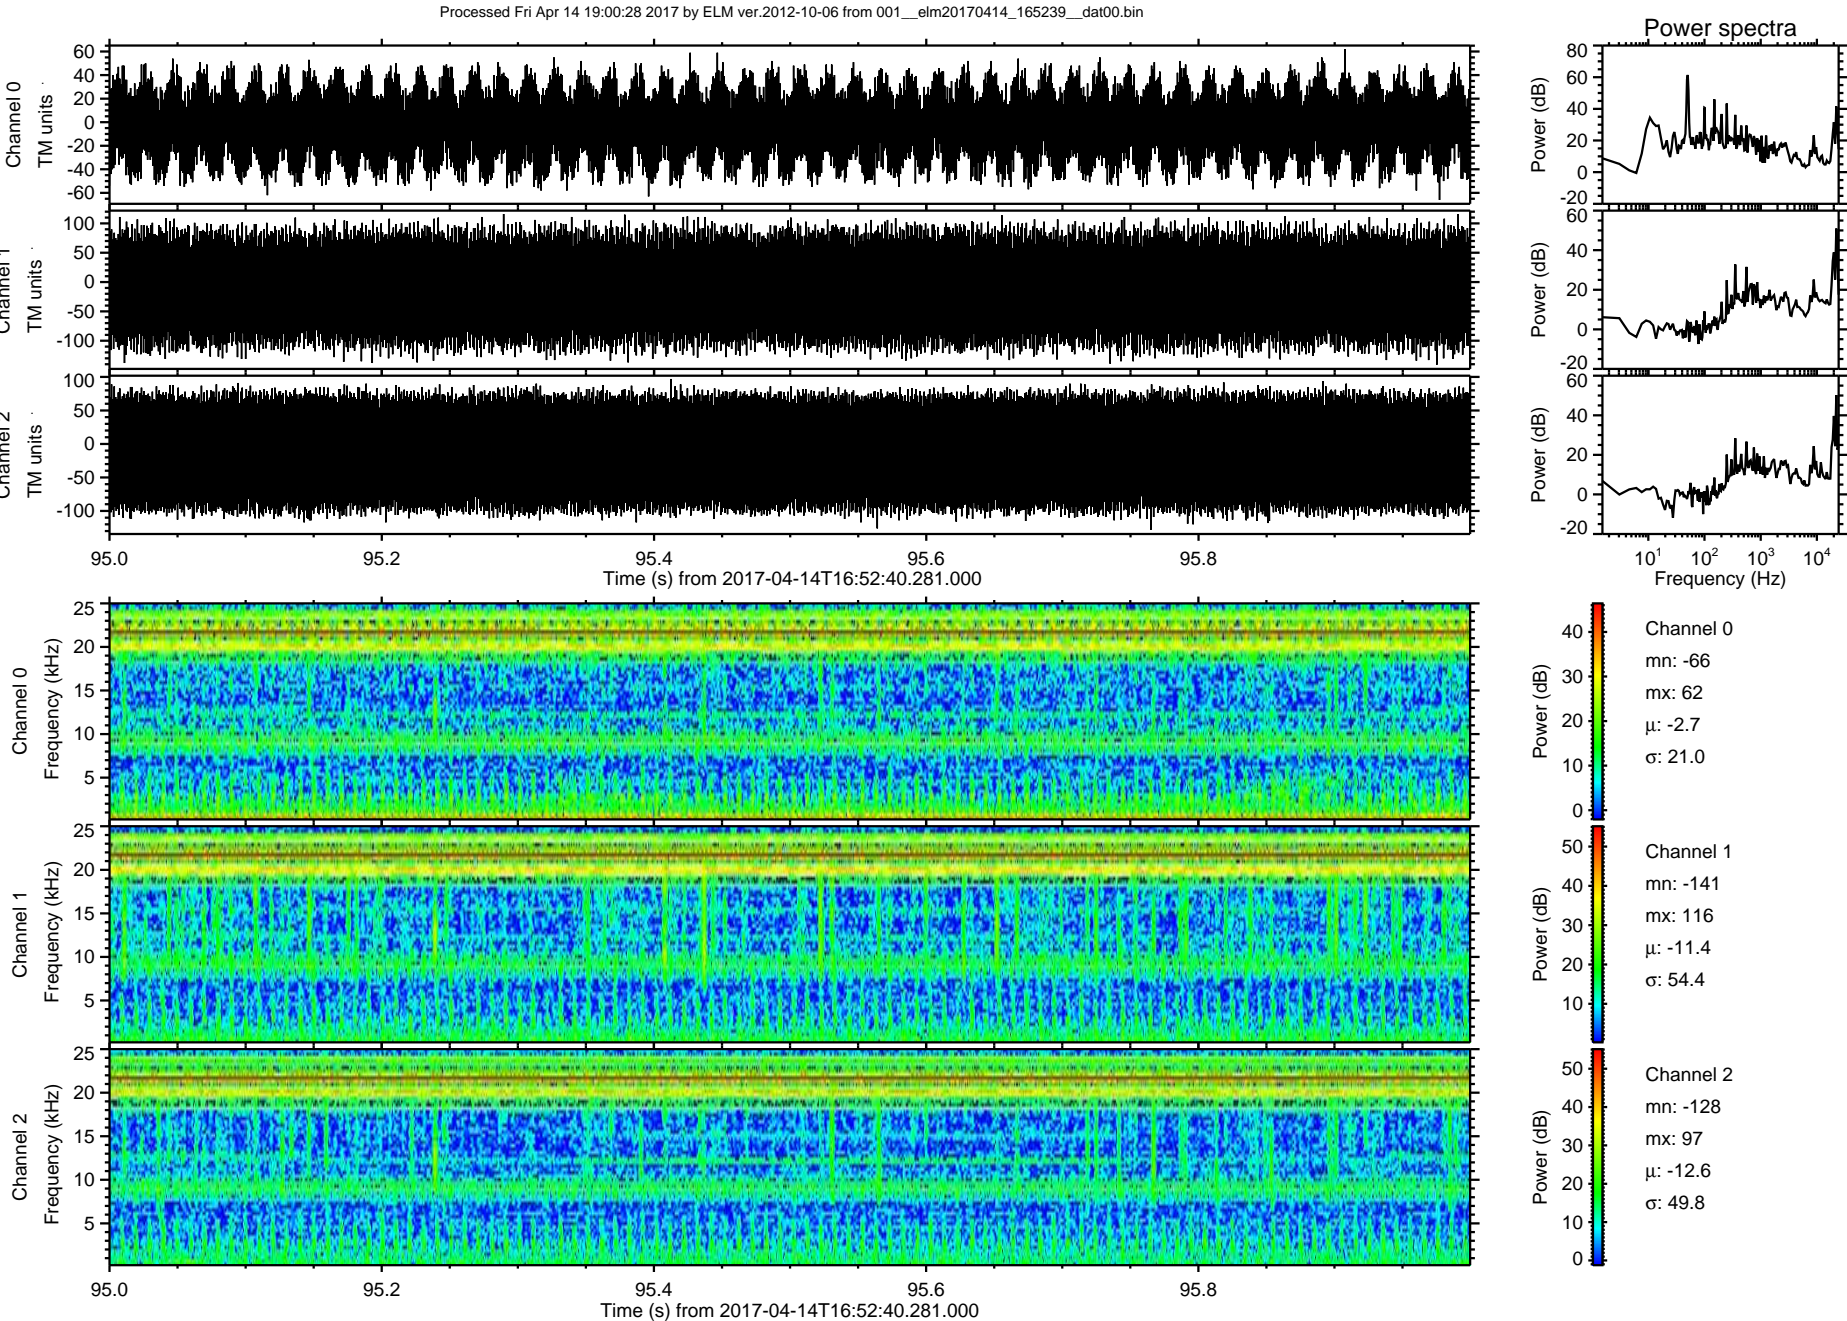 Processed Fri Apr 14 19:00:28 2017 by ELM ver.2012-10-06 from 001__elm20170414_165239__dat00.bin
Power spectra
Channel 0
TM units
60
40
20
0
-20
-40
-60
Power (dB)
80
60
40
20
0
-20
Channel 1
TM units
100
50
0
-50
-100
Power (dB)
60
40
20
0
-20
Channel 2
TM units
100
50
0
-50
-100
Power (dB)
60
40
20
0
-20
95.0 95.2 95.4 95.6 95.8
Time (s) from 2017-04-14T16:52:40.281.000
10¹ 10² 10³ 10⁴
Frequency (Hz)
Channel 0
Frequency (kHz)
25
20
15
10
5
Power (dB)
40
30
20
10
0
Channel 0
mn: -66
mx: 62
μ: -2.7
σ: 21.0
Channel 1
Frequency (kHz)
25
20
15
10
5
Power (dB)
50
40
30
20
10
Channel 1
mn: -141
mx: 116
μ: -11.4
σ: 54.4
Channel 2
Frequency (kHz)
25
20
15
10
5
Power (dB)
50
40
30
20
10
0
Channel 2
mn: -128
mx: 97
μ: -12.6
σ: 49.8
95.0 95.2 95.4 95.6 95.8
Time (s) from 2017-04-14T16:52:40.281.000